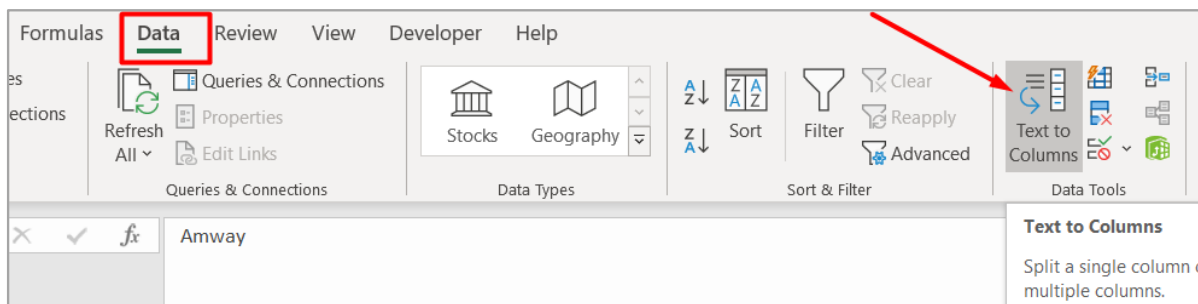 Formulas Data Review View Developer Help
es
ections
Refresh
All
Queries & Connections
Properties
Edit Links
Queries & Connections
Stocks
Geography
Data Types
A
Z
Z
A
Z A
A Z
Sort
Filter
Clear
Reapply
Advanced
Sort & Filter
Text to
Columns
Data Tools
fx Amway
Text to Columns
Split a single column
multiple columns.